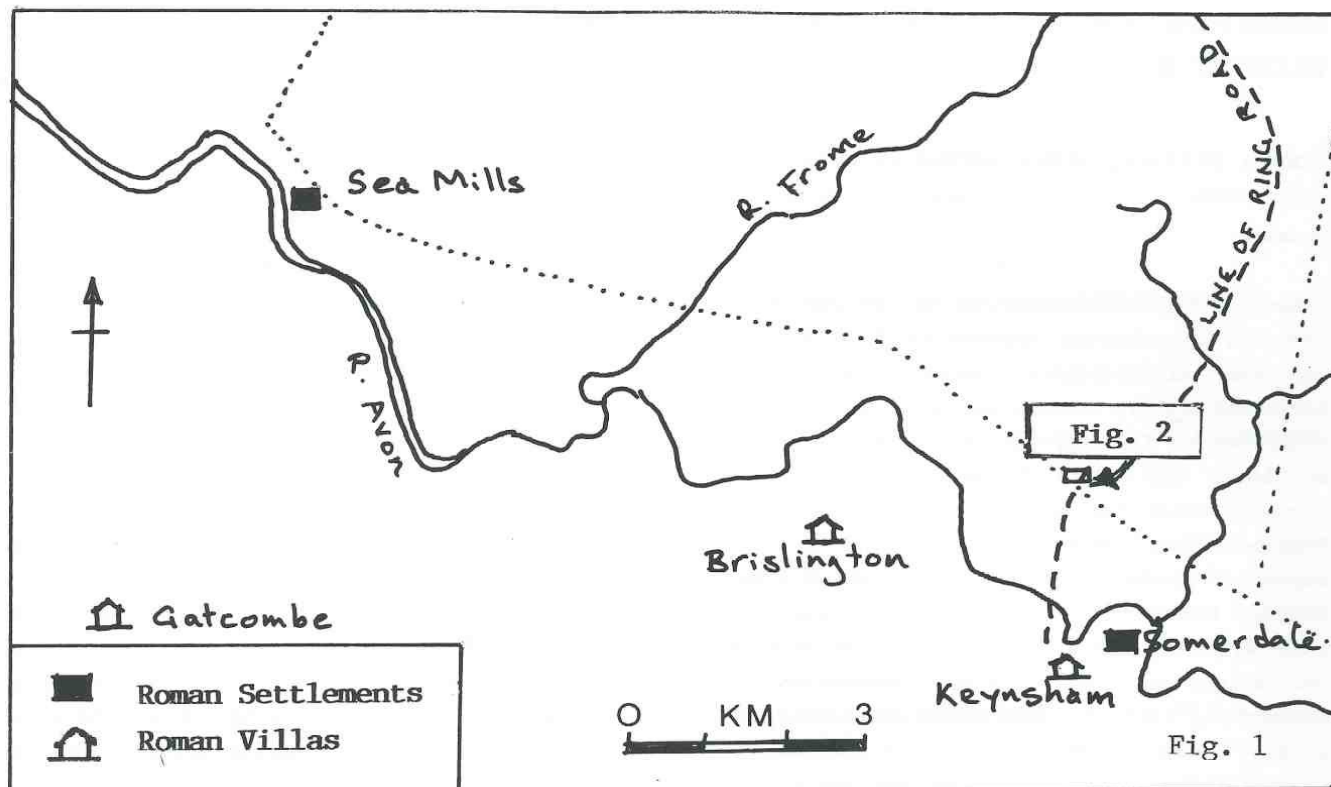 LINE OF RING ROAD
R. Frome
Sea Mills
R. Avon
Fig. 2
Brislington
Gatcombe
Somerdale
Keynsham
Roman Settlements
Roman Villas
0 KM 3
Fig. 1